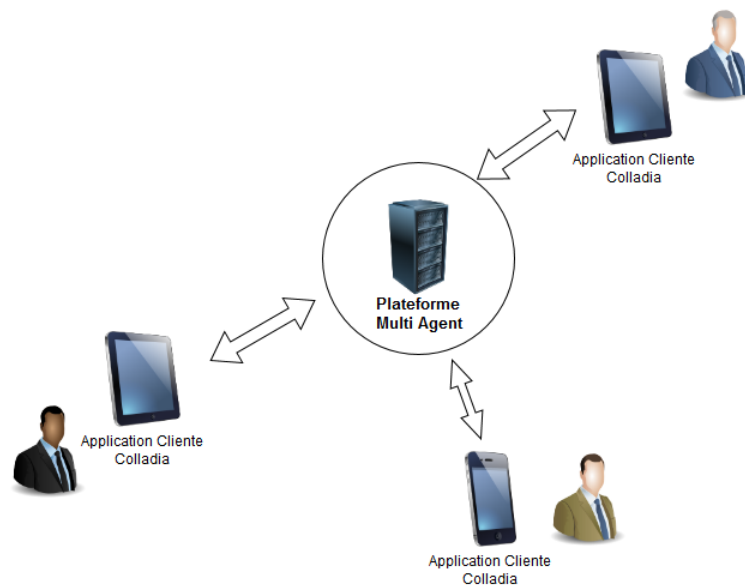 Application Cliente
Colladia
Plateforme
Multi Agent
Application Cliente
Colladia
Application Cliente
Colladia